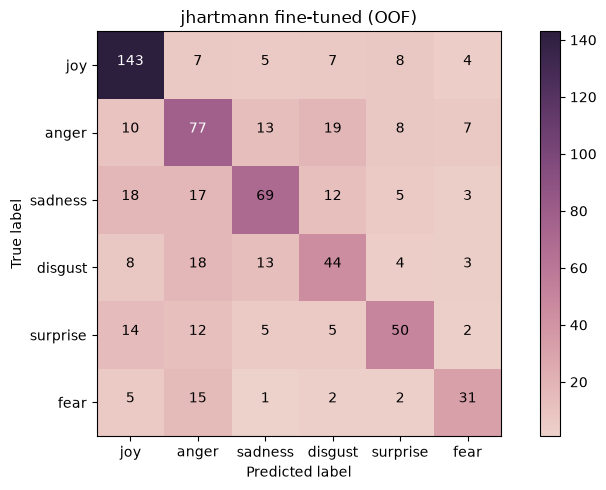 jhartmann fine-tuned (OOF)
joy 143 7 5 7 8 4
anger 10 77 13 19 8 7
sadness 18 17 69 12 5 3
disgust 8 18 13 44 4 3
surprise 14 12 5 5 50 2
fear 5 15 1 2 2 31
joy anger sadness disgust surprise fear
Predicted label
True label
140
120
100
80
60
40
20